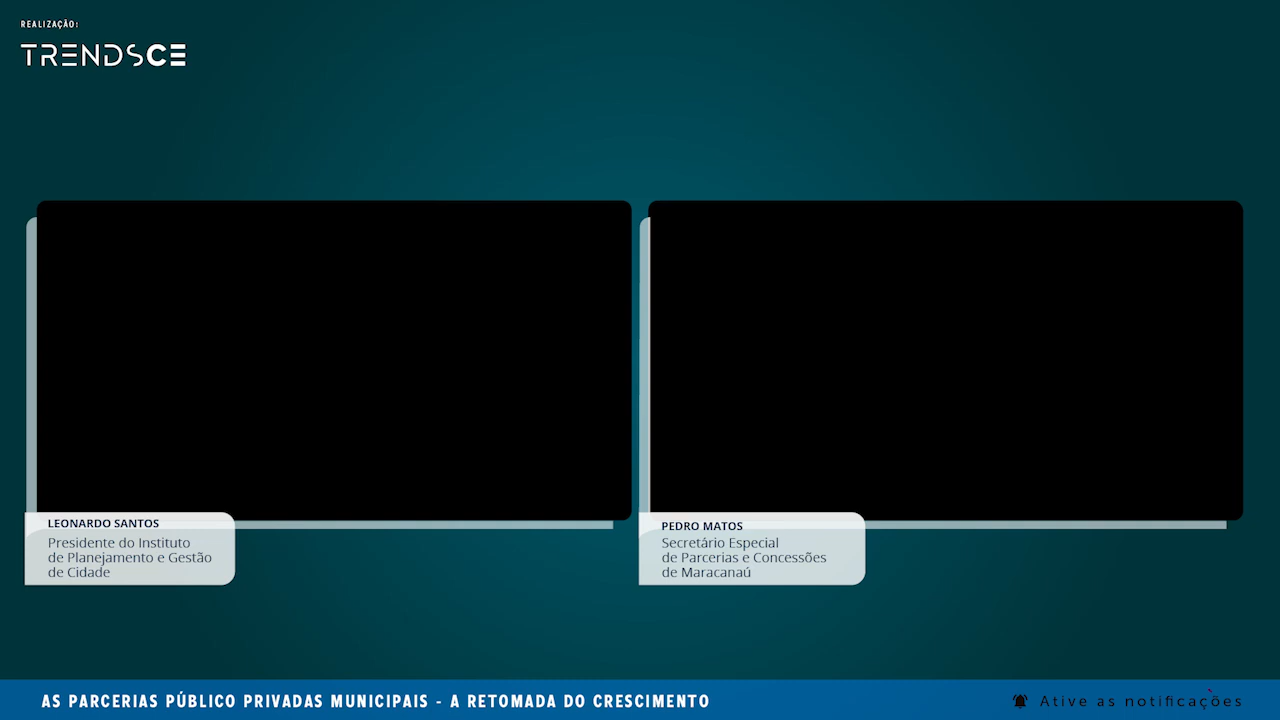 REALIZAÇÃO:
TRENDSCE
LEONARDO SANTOS
Presidente do Instituto
de Planejamento e Gestão
de Cidade
PEDRO MATOS
Secretário Especial
de Parcerias e Concessões
de Maracanaú
AS PARCERIAS PÚBLICO PRIVADAS MUNICIPAIS - A RETOMADA DO CRESCIMENTO
Ative as notificações